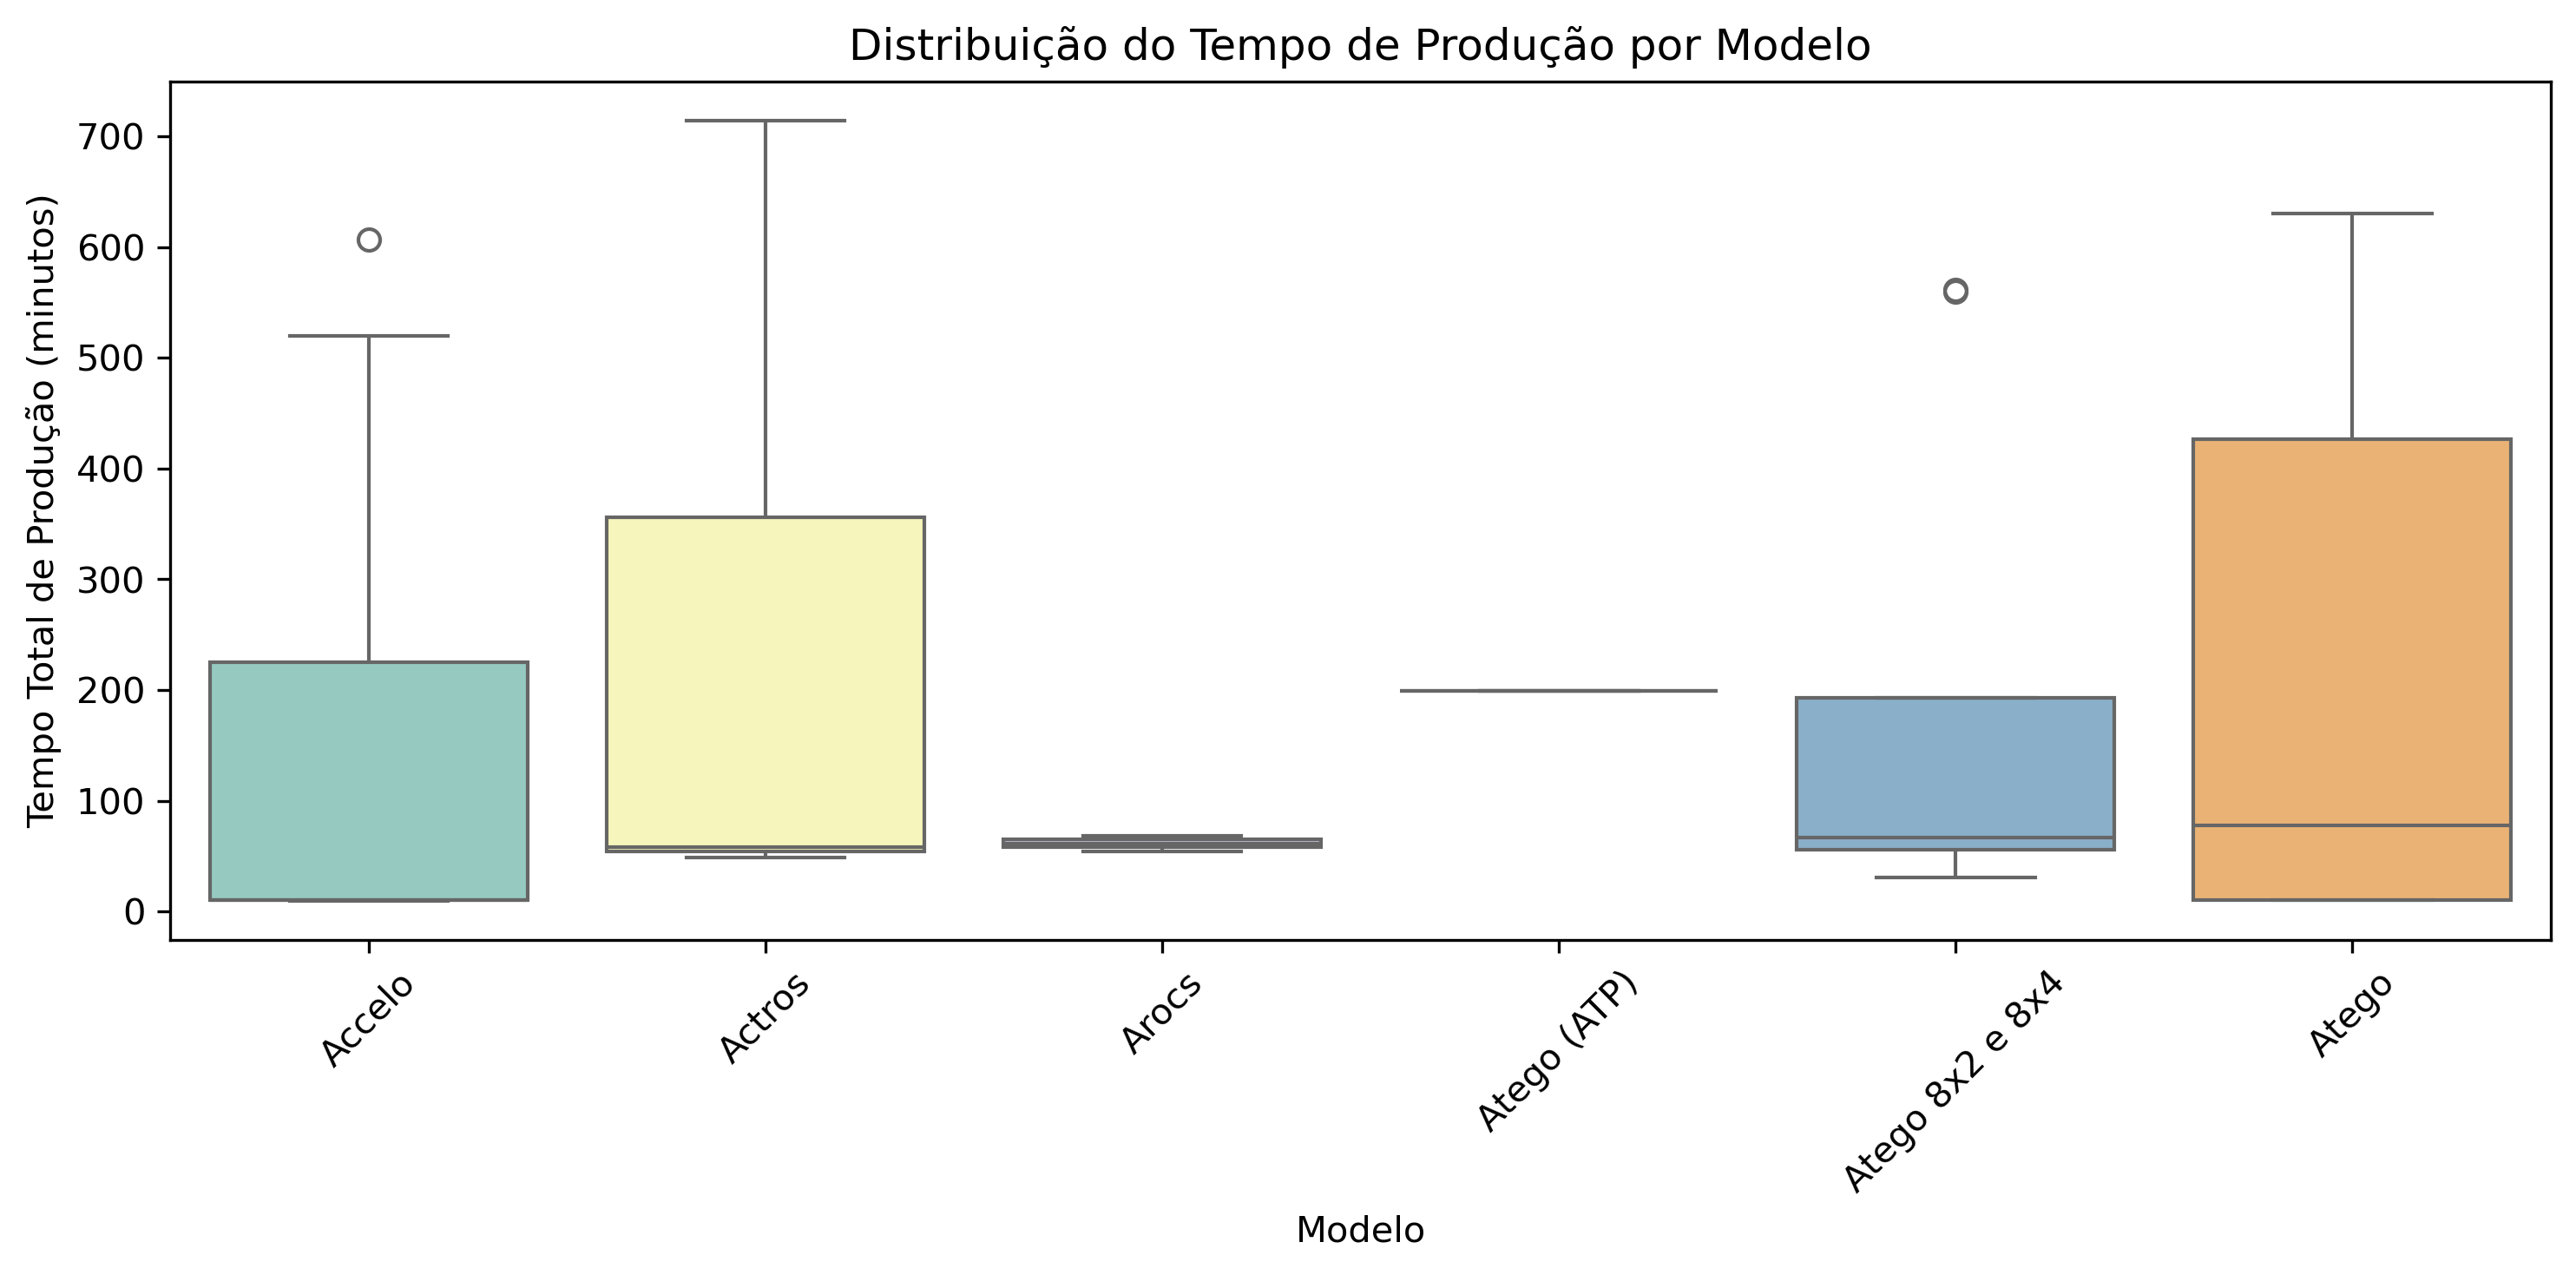 Distribuição do Tempo de Produção por Modelo
Tempo Total de Produção (minutos)
700
600
500
400
300
200
100
0
Accelo
Actros
Arocs
Atego (ATP)
Atego 8x2 e 8x4
Atego
Modelo